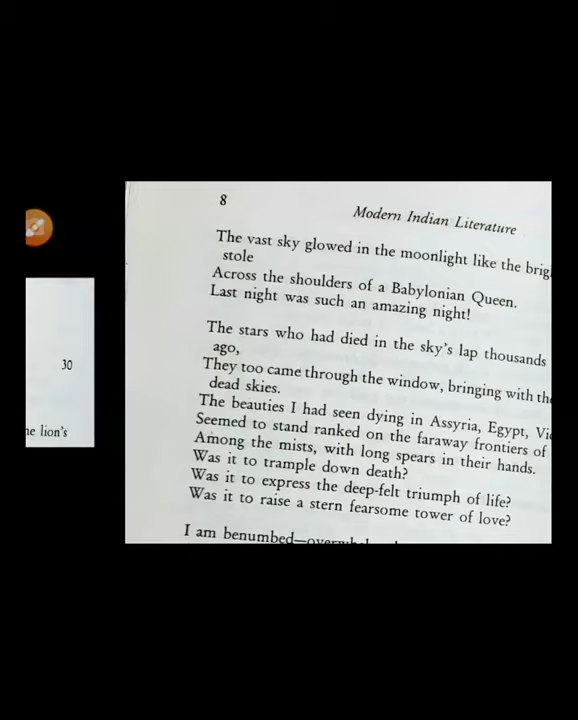 8
Modern Indian Literature
The vast sky glowed in the moonlight like the
stole
Across the shoulders of a Babylonian Queen.
Last night was such an amazing night!
The stars who had died in the sky's lap thousands
ago,
They too came through the window, bringing with
dead skies.
The beauties I had seen dying in Assyria, Egypt,
Seemed to stand ranked on the faraway frontiers of
Among the mists, with long spears in their hands.
Was it to trample down death?
Was it to express the deep-felt triumph of life?
Was it to raise a stern fearsome tower of love?
I am benumbed—
30
lion's